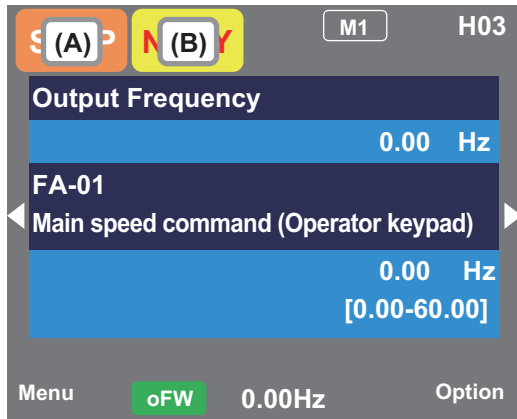 S (A) P N (B) Y M1 H03
Output Frequency
0.00 Hz
FA-01
Main speed command (Operator keypad)
0.00 Hz
[0.00-60.00]
Menu oFW 0.00Hz Option